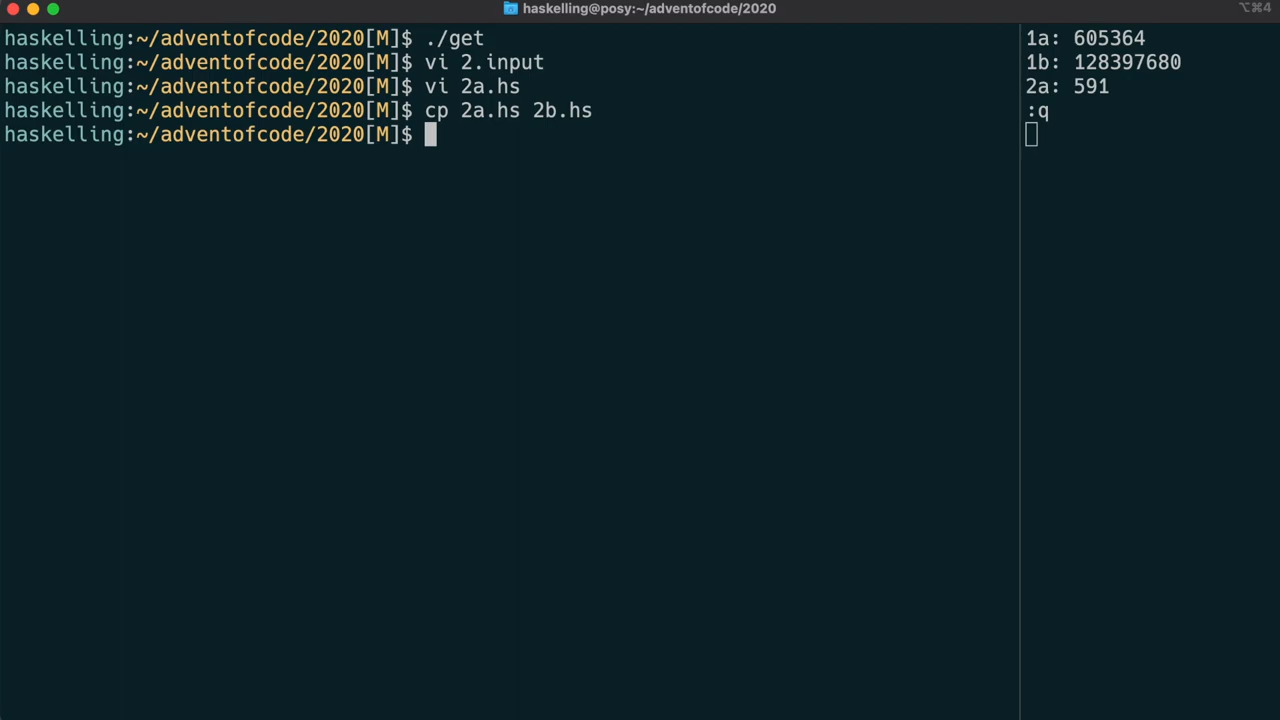 haskelling@posy:~/adventofcode/2020
⌥⌘4
haskelling:~/adventofcode/2020[M]$ ./get
haskelling:~/adventofcode/2020[M]$ vi 2.input
haskelling:~/adventofcode/2020[M]$ vi 2a.hs
haskelling:~/adventofcode/2020[M]$ cp 2a.hs 2b.hs
haskelling:~/adventofcode/2020[M]$
1a: 605364
1b: 128397680
2a: 591
:q